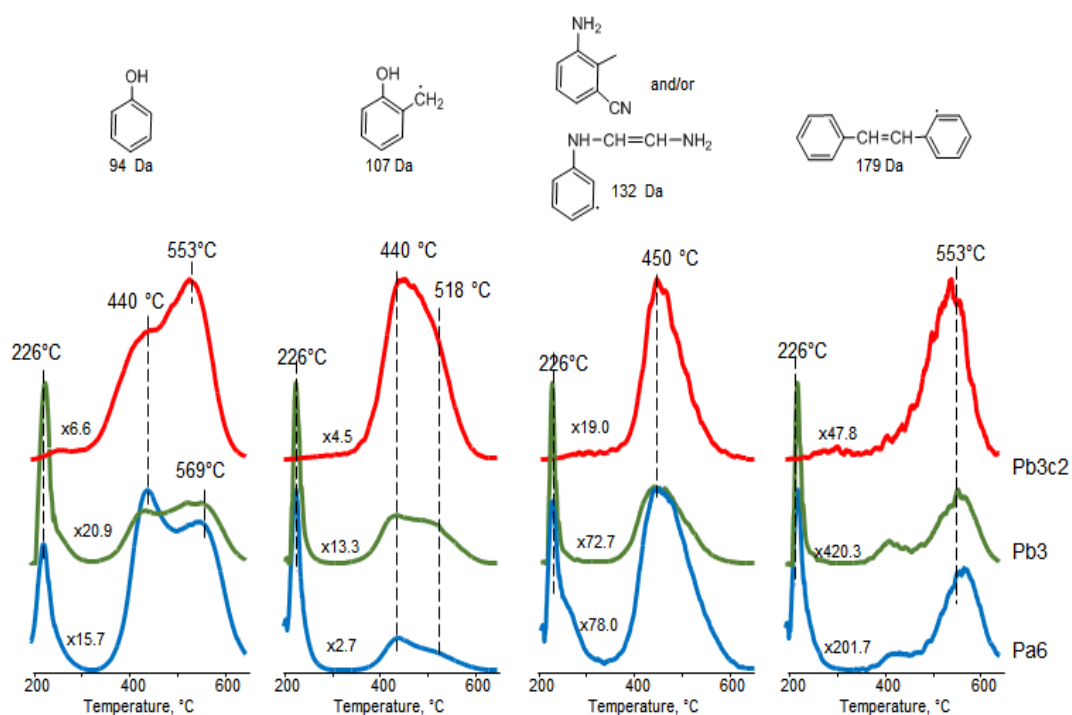 OH
94 Da
OH
ĊH2
107 Da
NH2
CN
and/or
NH—CH=CH—NH2
132 Da
CH=CH
179 Da
553°C
440 °C
226°C
x6.6
569°C
x20.9
x15.7
200 400 600
Temperature, °C
440 °C
518 °C
226°C
x4.5
x13.3
x2.7
200 400 600
Temperature, °C
450 °C
226°C
x19.0
x72.7
x78.0
200 400 600
Temperature, °C
553°C
226°C
x47.8
x420.3
x201.7
200 400 600
Temperature, °C
Pb3c2
Pb3
Pa6